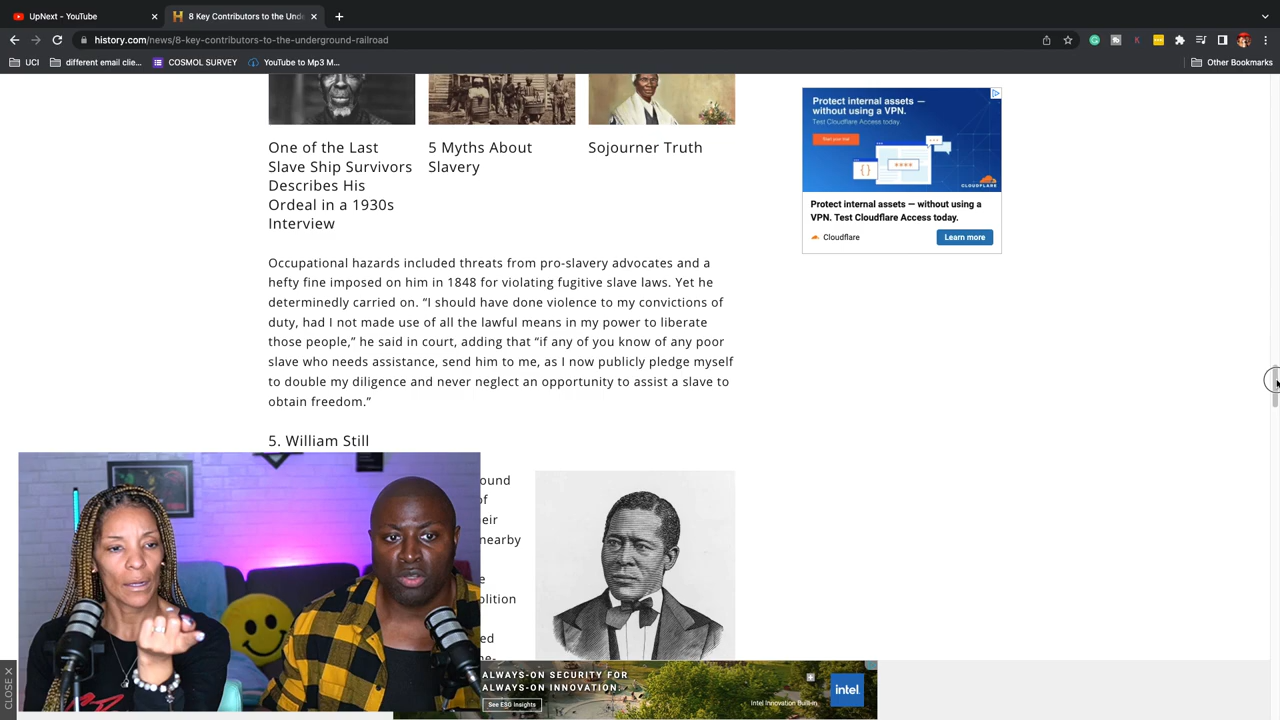 UpNext - YouTube
8 Key Contributors to the Unde
history.com/news/8-key-contributors-to-the-underground-railroad
UCI
different email clie...
COSMOL SURVEY
YouTube to Mp3 M...
Other Bookmarks
One of the Last
Slave Ship Survivors
Describes His
Ordeal in a 1930s
Interview
5 Myths About
Slavery
Sojourner Truth
Protect internal assets —
without using a VPN.
Test Cloudflare Access today.
Start your trial
CLOUDFLARE
Protect internal assets — without using a
VPN. Test Cloudflare Access today.
Cloudflare
Learn more
Occupational hazards included threats from pro-slavery advocates and a
hefty fine imposed on him in 1848 for violating fugitive slave laws. Yet he
determinedly carried on. “I should have done violence to my convictions of
duty, had I not made use of all the lawful means in my power to liberate
those people,” he said in court, adding that “if any of you know of any poor
slave who needs assistance, send him to me, as I now publicly pledge myself
to double my diligence and never neglect an opportunity to assist a slave to
obtain freedom.”
5. William Still
ound
of
eir
nearby
e
olition
ed
ne-
CLOSE X
ALWAYS-ON SECURITY FOR
ALWAYS-ON INNOVATION.
See ESG Insights
Intel Innovation Built-in.
intel.